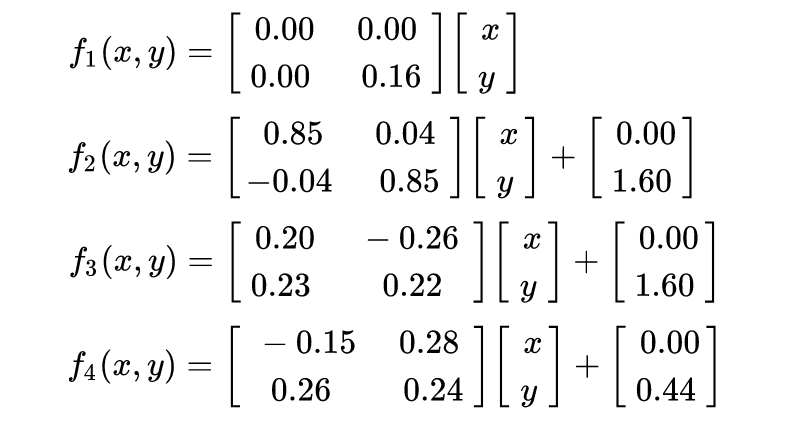 f₁(x, y) = [ 0.00 0.00 ; 0.00 0.16 ] [ x ; y ]
f₂(x, y) = [ 0.85 0.04 ; −0.04 0.85 ] [ x ; y ] + [ 0.00 ; 1.60 ]
f₃(x, y) = [ 0.20 − 0.26 ; 0.23 0.22 ] [ x ; y ] + [ 0.00 ; 1.60 ]
f₄(x, y) = [ − 0.15 0.28 ; 0.26 0.24 ] [ x ; y ] + [ 0.00 ; 0.44 ]